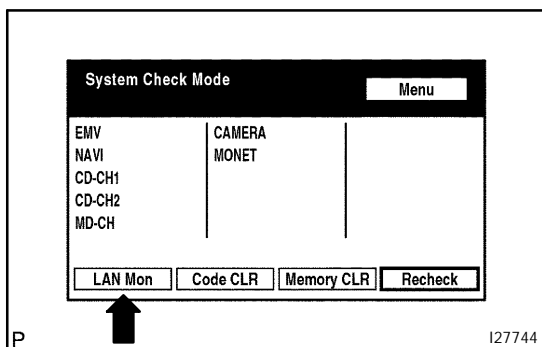 System Check Mode
Menu
EMV
NAVI
CD-CH1
CD-CH2
MD-CH
CAMERA
MONET
LAN Mon
Code CLR
Memory CLR
Recheck
P
I27744